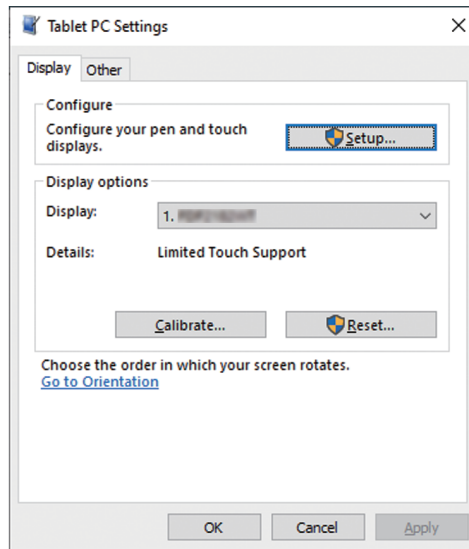 Tablet PC Settings
Display
Other
Configure
Configure your pen and touch
displays.
Setup...
Display options
Display:
1.
Details:
Limited Touch Support
Calibrate...
Reset...
Choose the order in which your screen rotates.
Go to Orientation
OK
Cancel
Apply